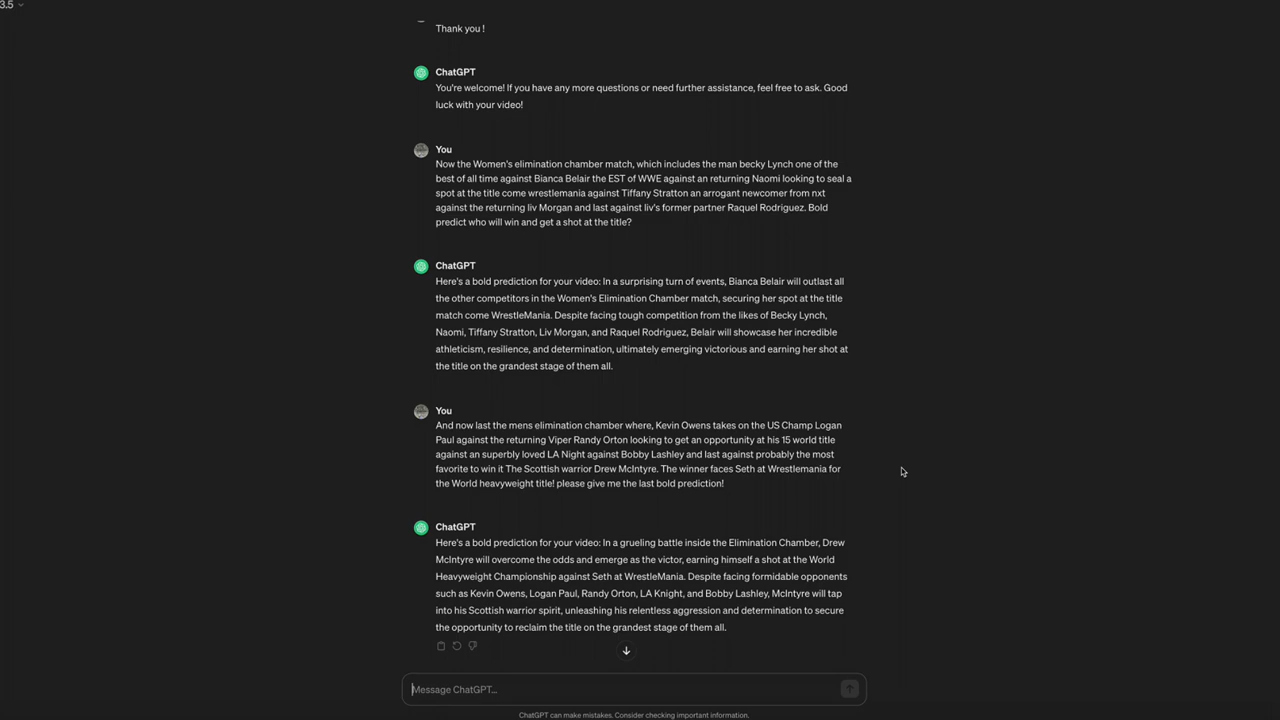 3.5
Thank you !
ChatGPT
You're welcome! If you have any more questions or need further assistance, feel free to ask. Good
luck with your video!
You
Now the Women's elimination chamber match, which includes the man becky Lynch one of the
best of all time against Bianca Belair the EST of WWE against an returning Naomi looking to seal a
spot at the title come wrestlemania against Tiffany Stratton an arrogant newcomer from nxt
against the returning liv Morgan and last against liv's former partner Raquel Rodriguez. Bold
predict who will win and get a shot at the title?
ChatGPT
Here's a bold prediction for your video: In a surprising turn of events, Bianca Belair will outlast all
the other competitors in the Women's Elimination Chamber match, securing her spot at the title
match come WrestleMania. Despite facing tough competition from the likes of Becky Lynch,
Naomi, Tiffany Stratton, Liv Morgan, and Raquel Rodriguez, Belair will showcase her incredible
athleticism, resilience, and determination, ultimately emerging victorious and earning her shot at
the title on the grandest stage of them all.
You
And now last the mens elimination chamber where, Kevin Owens takes on the US Champ Logan
Paul against the returning Viper Randy Orton looking to get an opportunity at his 15 world title
against an superbly loved LA Night against Bobby Lashley and last against probably the most
favorite to win it The Scottish warrior Drew McIntyre. The winner faces Seth at Wrestlemania for
the World heavyweight title! please give me the last bold prediction!
ChatGPT
Here's a bold prediction for your video: In a grueling battle inside the Elimination Chamber, Drew
McIntyre will overcome the odds and emerge as the victor, earning himself a shot at the World
Heavyweight Championship against Seth at WrestleMania. Despite facing formidable opponents
such as Kevin Owens, Logan Paul, Randy Orton, LA Knight, and Bobby Lashley, McIntyre will tap
into his Scottish warrior spirit, unleashing his relentless aggression and determination to secure
the opportunity to reclaim the title on the grandest stage of them all.
Message ChatGPT...
ChatGPT can make mistakes. Consider checking important information.